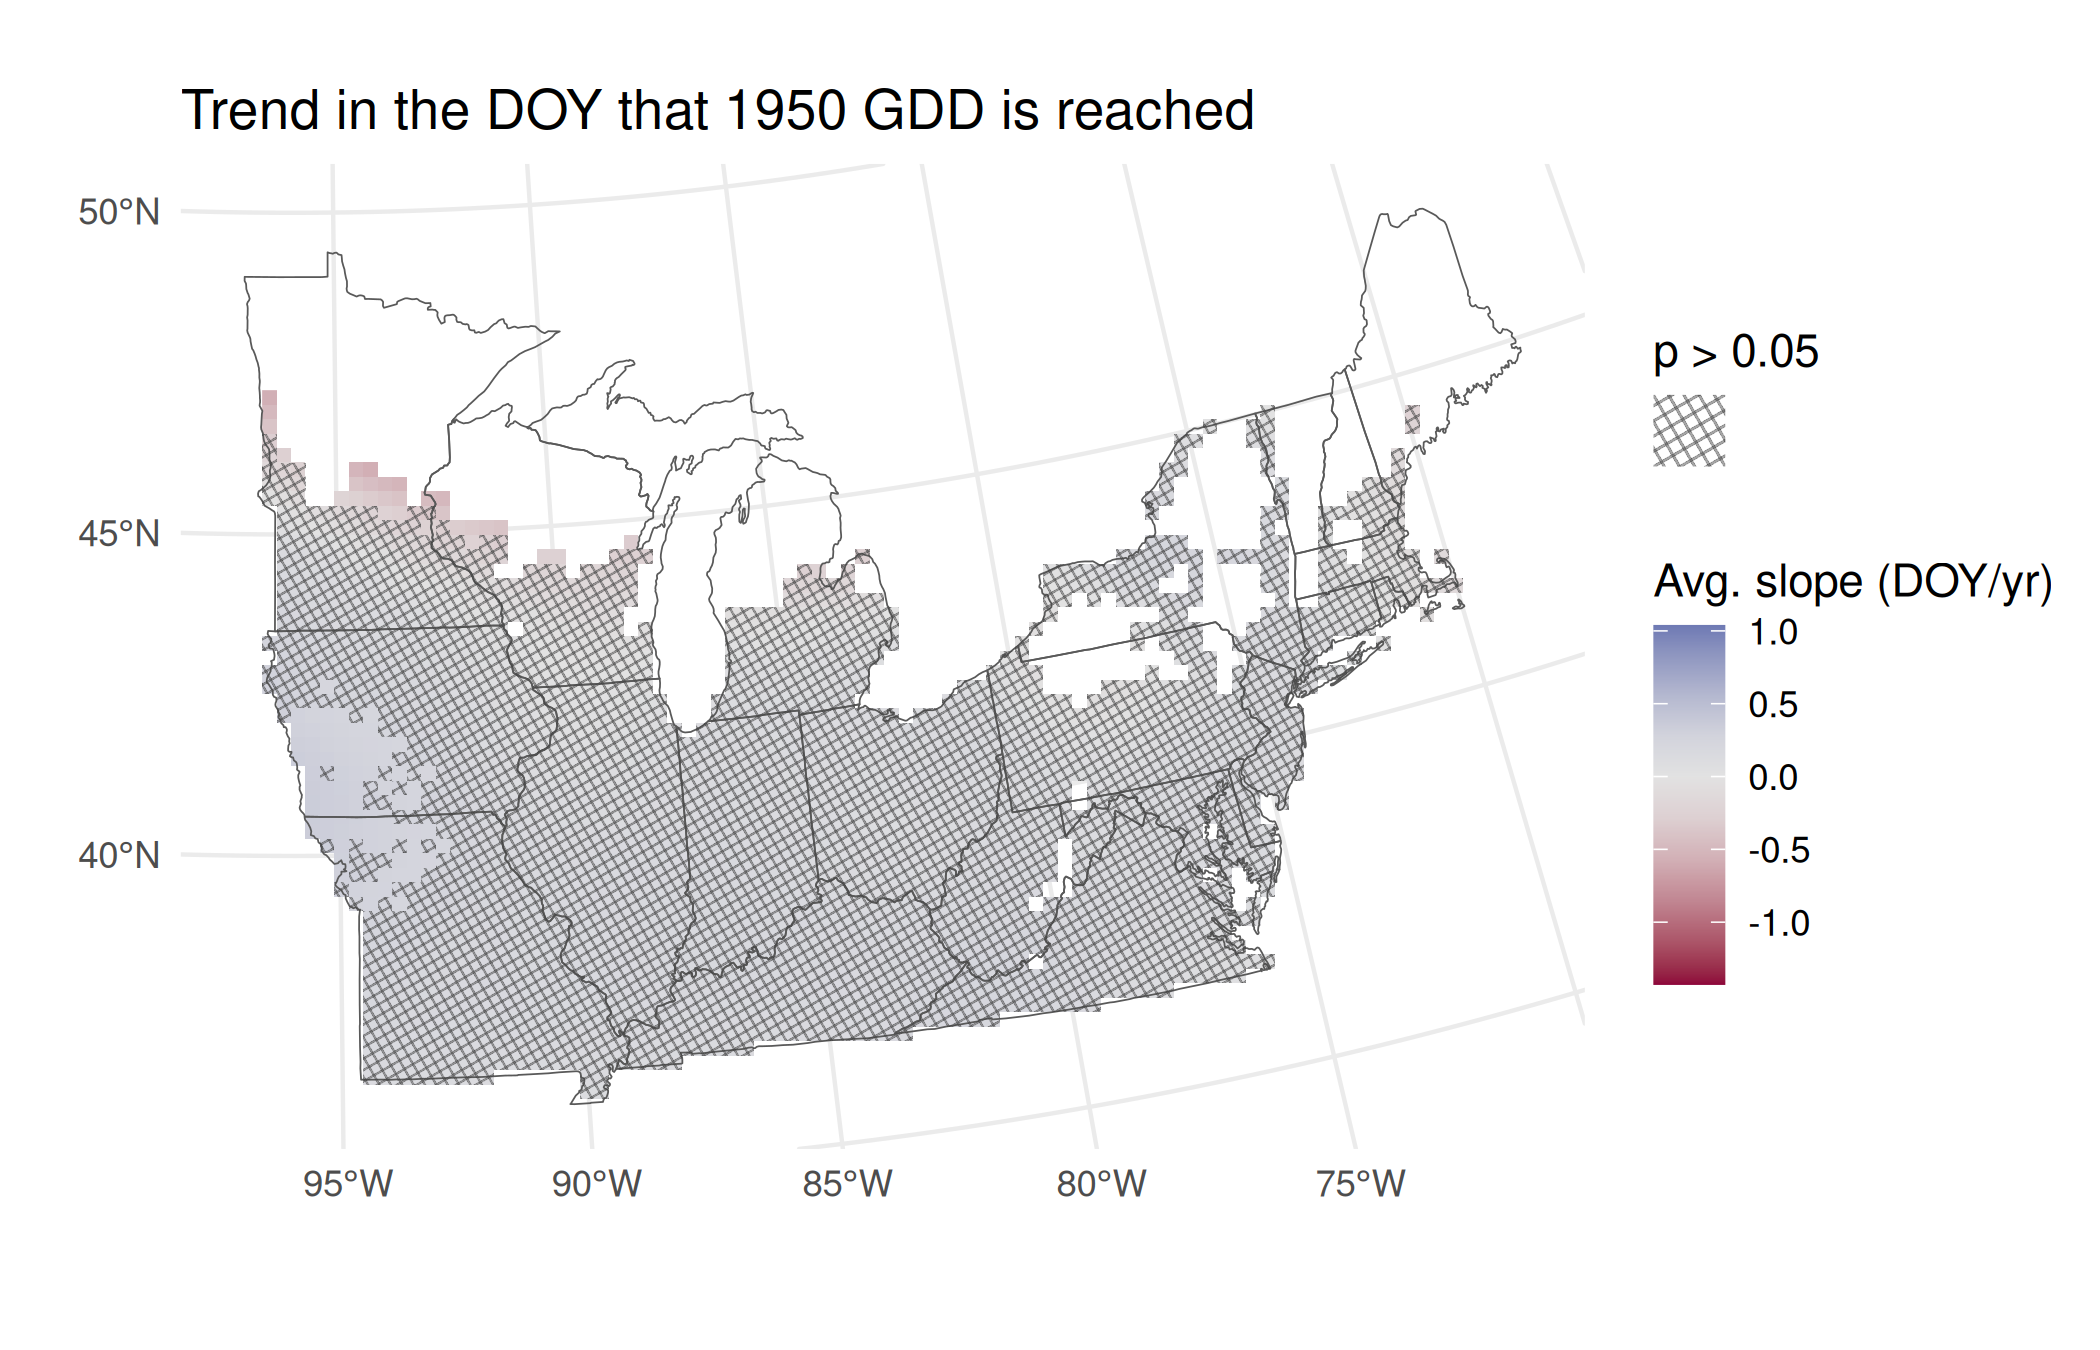 Trend in the DOY that 1950 GDD is reached
50°N
45°N
40°N
95°W
90°W
85°W
80°W
75°W
p > 0.05
Avg. slope (DOY/yr)
1.0
0.5
0.0
-0.5
-1.0